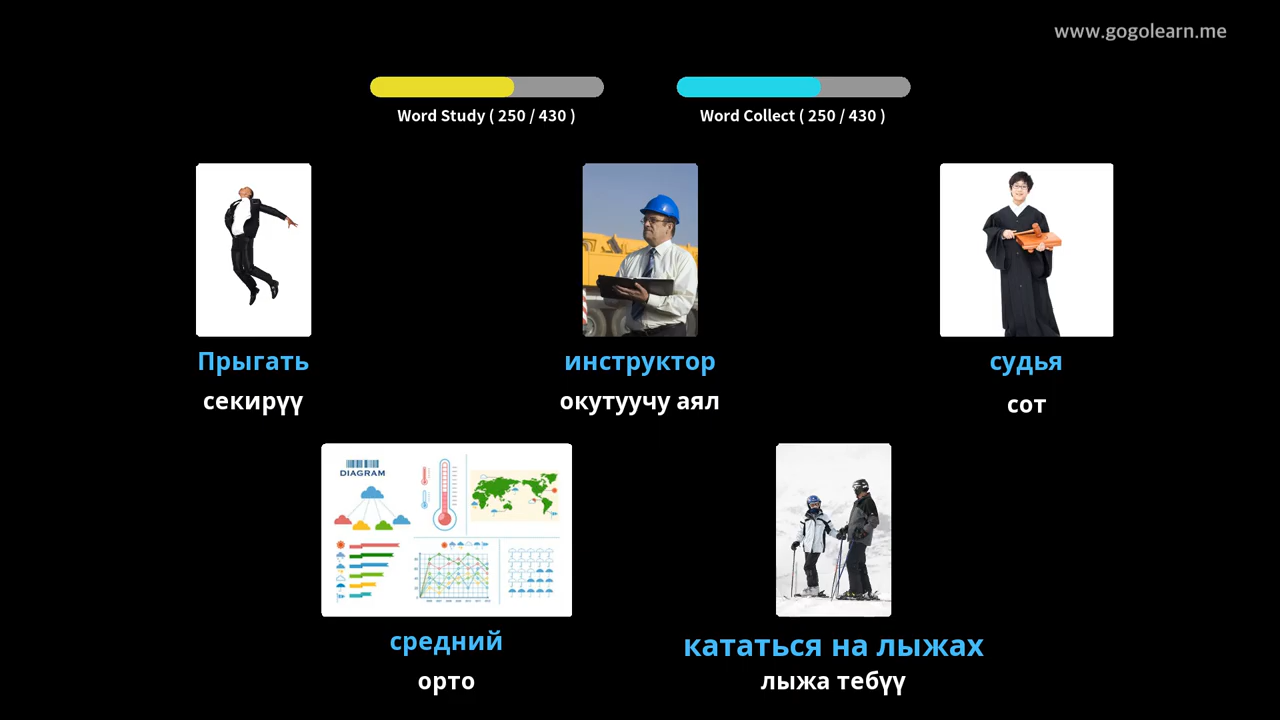 www.gogolearn.me
Word Study ( 250 / 430 )
Word Collect ( 250 / 430 )
Прыгать
секирүү
инструктор
окутуучу аял
судья
сот
DIAGRAM
средний
орто
кататься на лыжах
лыжа тебүү